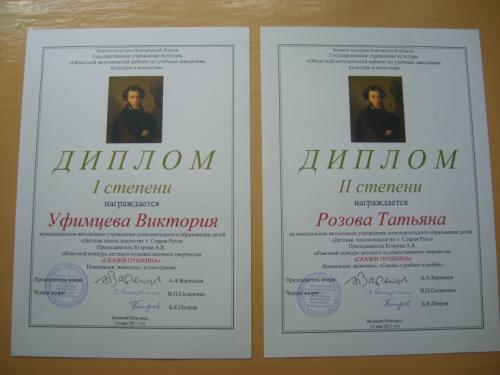 Комитет культуры Новгородской области
Государственное учреждение культуры
«Областной методический кабинет по учебным заведениям
культуры и искусства»
ДИПЛОМ
I степени
награждается
Уфимцева Виктория
муниципальное автономное учреждение дополнительного образования детей
«Детская школа искусств» г. Старая Русса
Преподаватель Егорова А.В.
областной конкурс детского художественного творчества
«СКАЗКИ ПУШКИНА»
Номинация: живопись, иллюстрация
Председатель жюри А.А.Варенцов
Члены жюри: В.П.Скляренко
Б.К.Петров
Великий Новгород
14 мая 2011 год
Комитет культуры Новгородской области
Государственное учреждение культуры
«Областной методический кабинет по учебным заведениям
культуры и искусства»
ДИПЛОМ
II степени
награждается
Розова Татьяна
муниципальное автономное учреждение дополнительного образования детей
«Детская школа искусств» г. Старая Русса
Преподаватель Егорова А.В.
областной конкурс детского художественного творчества
«СКАЗКИ ПУШКИНА»
Номинация: живопись, «Сказка о рыбаке и рыбке»
Председатель жюри А.А.Варенцов
Члены жюри: В.П.Скляренко
Б.К.Петров
Великий Новгород
14 мая 2011 год